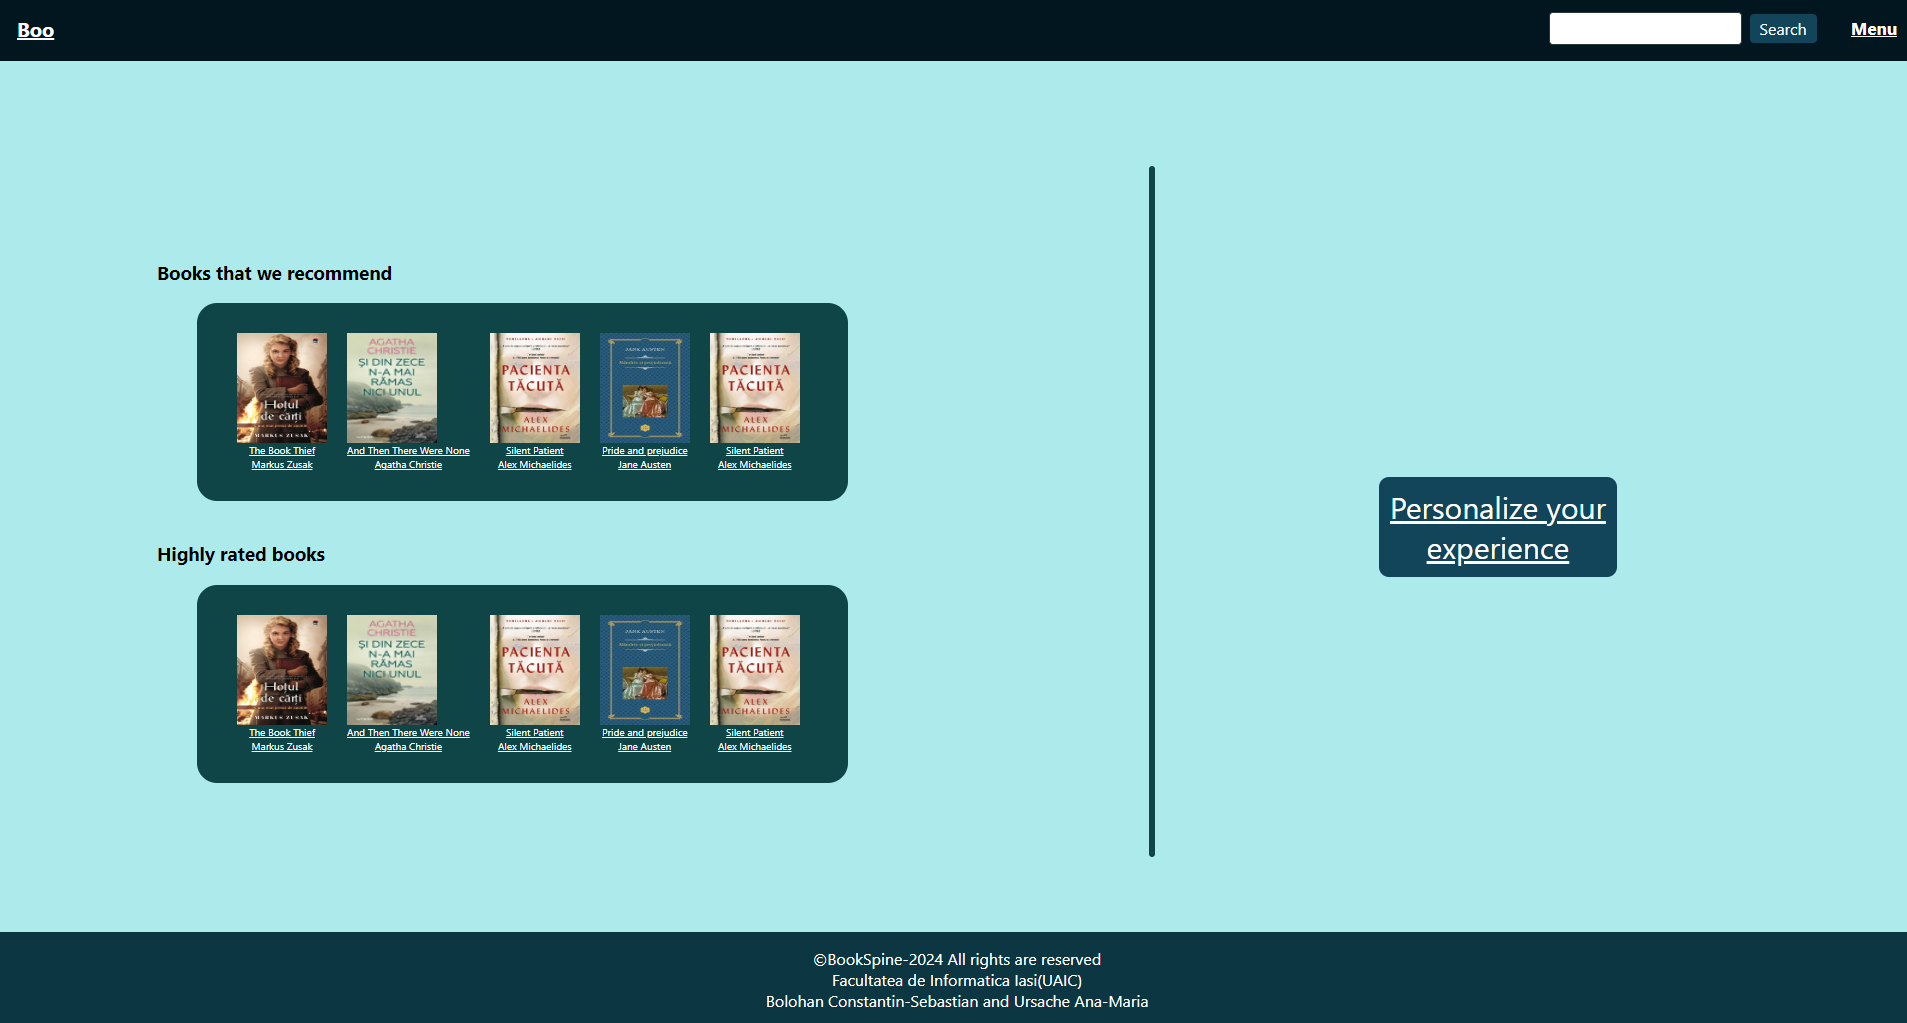 Boo
Search
Menu
Books that we recommend
Hoțul
de cărți
MARKUS ZUSAK
AGATHA
CHRISTIE
ȘI DIN ZECE
N-A MAI
RĂMAS
NICI UNUL
PACIENTA
TĂCUTĂ
ALEX
MICHAELIDES
JANE AUSTEN
PACIENTA
TĂCUTĂ
ALEX
MICHAELIDES
The Book Thief
Markus Zusak
And Then There Were None
Agatha Christie
Silent Patient
Alex Michaelides
Pride and prejudice
Jane Austen
Silent Patient
Alex Michaelides
Personalize your
experience
Highly rated books
Hoțul
de cărți
MARKUS ZUSAK
AGATHA
CHRISTIE
ȘI DIN ZECE
N-A MAI
RĂMAS
NICI UNUL
PACIENTA
TĂCUTĂ
ALEX
MICHAELIDES
JANE AUSTEN
PACIENTA
TĂCUTĂ
ALEX
MICHAELIDES
The Book Thief
Markus Zusak
And Then There Were None
Agatha Christie
Silent Patient
Alex Michaelides
Pride and prejudice
Jane Austen
Silent Patient
Alex Michaelides
©BookSpine-2024 All rights are reserved
Facultatea de Informatica Iasi(UAIC)
Bolohan Constantin-Sebastian and Ursache Ana-Maria